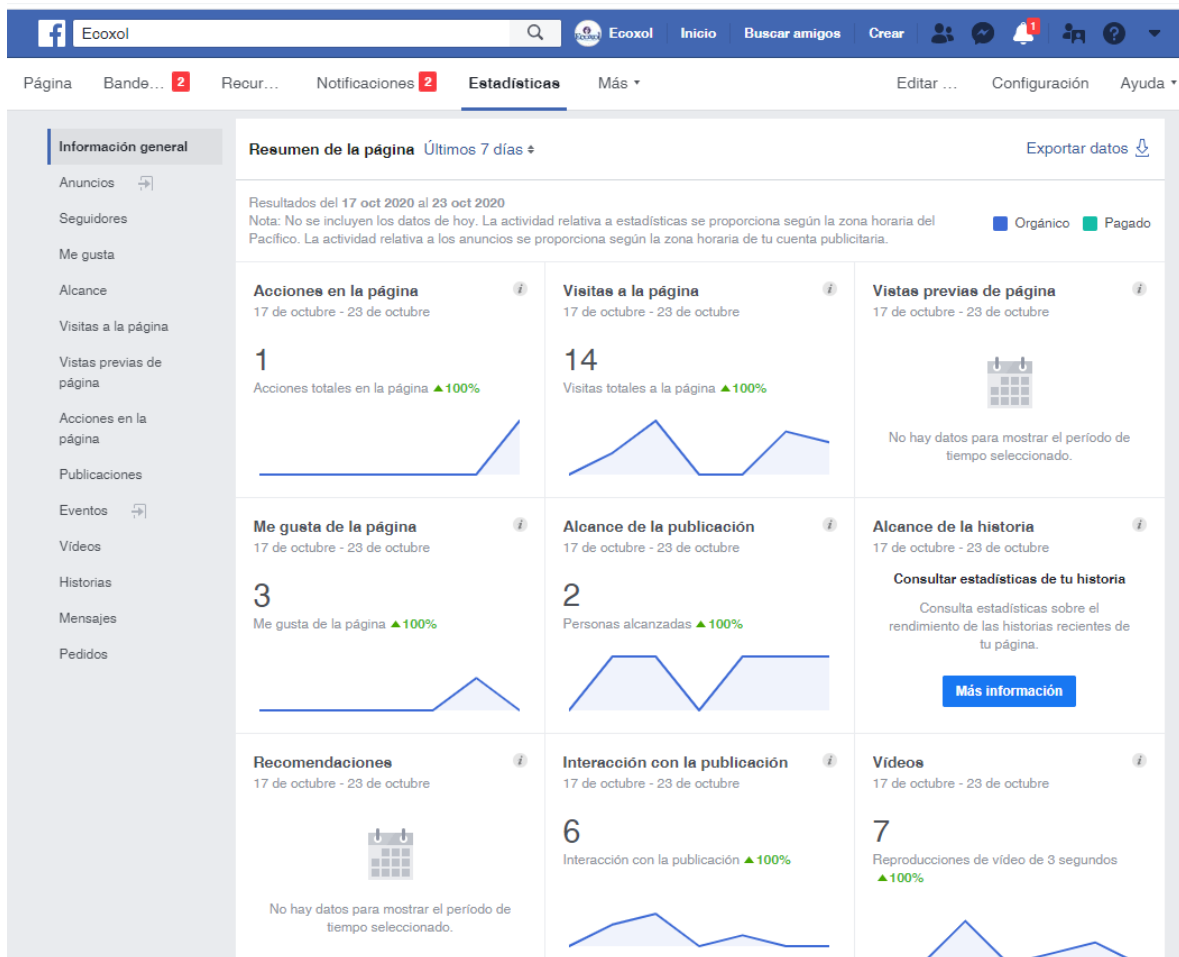 Ecoxol
Ecoxol Inicio Buscar amigos Crear 1
Página Bande... 2 Recur... Notificaciones 2 Estadísticas Más Editar ... Configuración Ayuda
Información general
Anuncios
Seguidores
Me gusta
Alcance
Visitas a la página
Vistas previas de
página
Acciones en la
página
Publicaciones
Eventos
Vídeos
Historias
Mensajes
Pedidos
Resumen de la página Últimos 7 días
Exportar datos
Resultados del 17 oct 2020 al 23 oct 2020
Nota: No se incluyen los datos de hoy. La actividad relativa a estadísticas se proporciona según la zona horaria del
Pacífico. La actividad relativa a los anuncios se proporciona según la zona horaria de tu cuenta publicitaria.
Orgánico Pagado
Acciones en la página
17 de octubre - 23 de octubre
1
Acciones totales en la página ▲100%
Visitas a la página
17 de octubre - 23 de octubre
14
Visitas totales a la página ▲100%
Vistas previas de página
17 de octubre - 23 de octubre
No hay datos para mostrar el período de
tiempo seleccionado.
Me gusta de la página
17 de octubre - 23 de octubre
3
Me gusta de la página ▲100%
Alcance de la publicación
17 de octubre - 23 de octubre
2
Personas alcanzadas ▲100%
Alcance de la historia
17 de octubre - 23 de octubre
Consultar estadísticas de tu historia
Consulta estadísticas sobre el
rendimiento de las historias recientes de
tu página.
Más información
Recomendaciones
17 de octubre - 23 de octubre
No hay datos para mostrar el período de
tiempo seleccionado.
Interacción con la publicación
17 de octubre - 23 de octubre
6
Interacción con la publicación ▲100%
Vídeos
17 de octubre - 23 de octubre
7
Reproducciones de vídeo de 3 segundos
▲100%